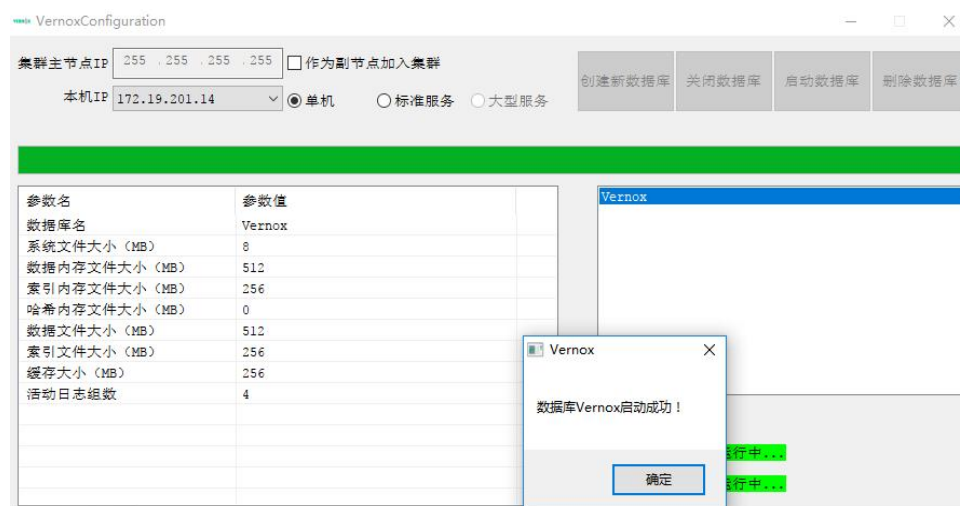 VERNOX VernoxConfiguration
集群主节点IP 255 .255 .255 .255 作为副节点加入集群
本机IP 172.19.201.14 单机 标准服务 大型服务
创建新数据库 关闭数据库 启动数据库 删除数据库
参数名 参数值
数据库名 Vernox
系统文件大小（MB） 8
数据内存文件大小（MB） 512
索引内存文件大小（MB） 256
哈希内存文件大小（MB） 0
数据文件大小（MB） 512
索引文件大小（MB） 256
缓存大小（MB） 256
活动日志组数 4
Vernox
Vernox
数据库Vernox启动成功！
确定
行中...
行中...